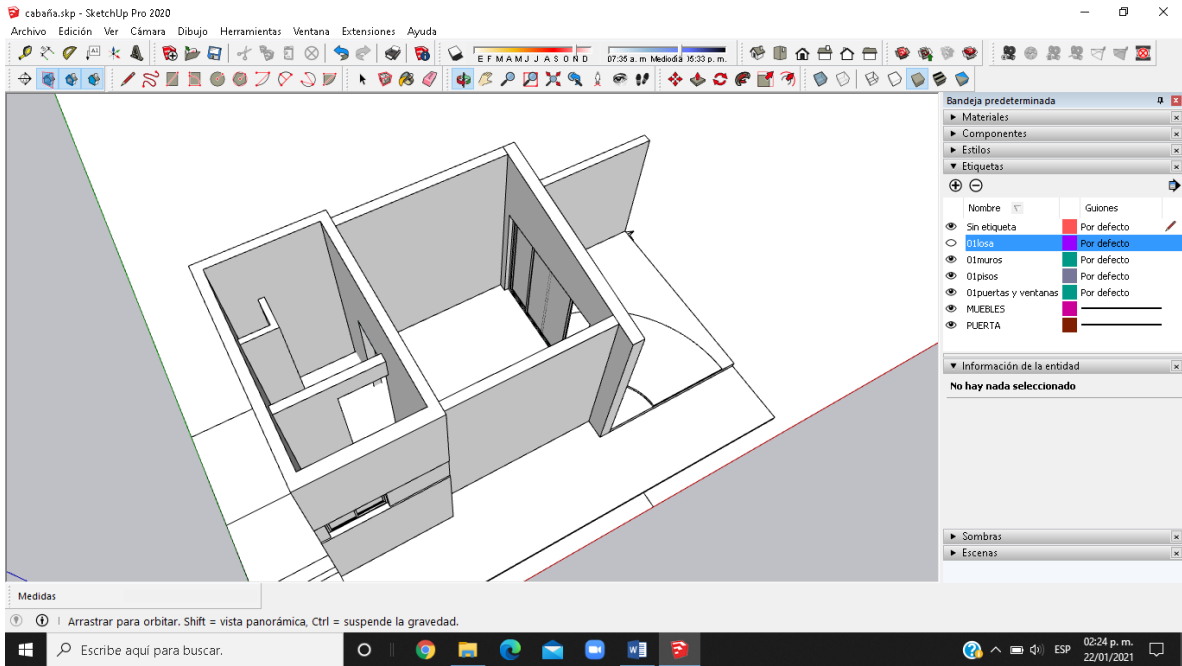 cabaña.skp - SketchUp Pro 2020
Archivo Edición Ver Cámara Dibujo Herramientas Ventana Extensiones Ayuda
E F M A M J J A S O N D 07:35 a. m. Mediodía 05:33 p. m.
Bandeja predeterminada
Materiales
Componentes
Estilos
Etiquetas
Nombre Guiones
Sin etiqueta Por defecto
01losa Por defecto
01muros Por defecto
01pisos Por defecto
01puertas y ventanas Por defecto
MUEBLES
PUERTA
Información de la entidad
No hay nada seleccionado
Sombras
Escenas
Medidas
Arrastrar para orbitar. Shift = vista panorámica, Ctrl = suspende la gravedad.
Escribe aquí para buscar.
ESP
02:24 p. m.
22/01/2021